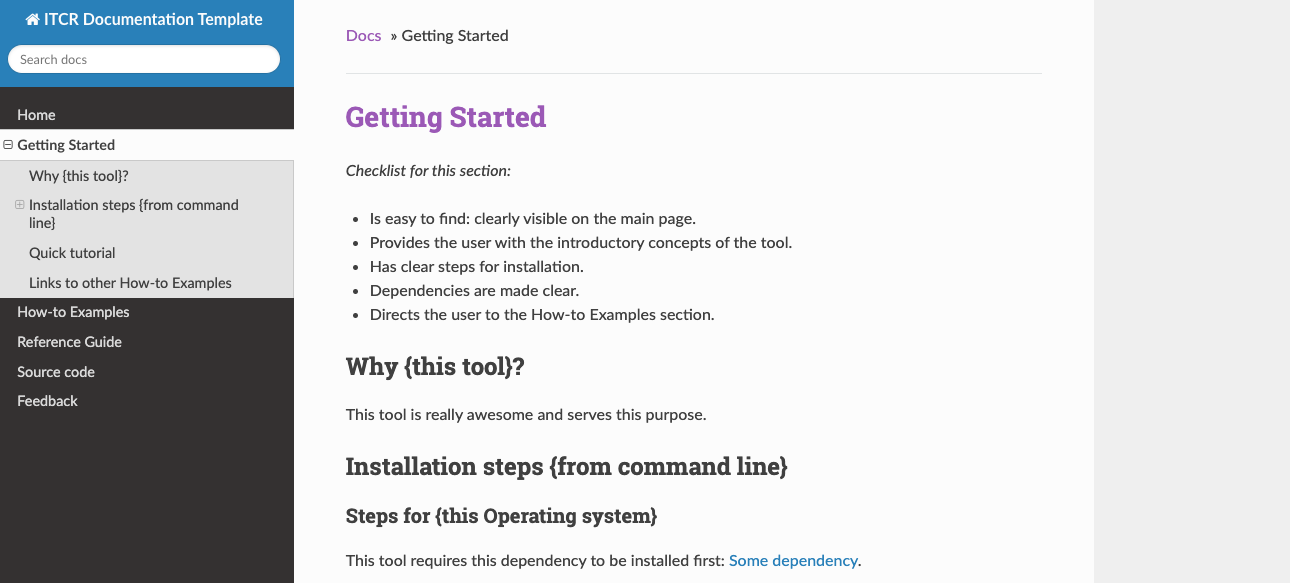 ITCR Documentation Template
Search docs
Home
Getting Started
Why {this tool}?
Installation steps {from command
line}
Quick tutorial
Links to other How-to Examples
How-to Examples
Reference Guide
Source code
Feedback
Docs » Getting Started
Getting Started
Checklist for this section:
• Is easy to find: clearly visible on the main page.
• Provides the user with the introductory concepts of the tool.
• Has clear steps for installation.
• Dependencies are made clear.
• Directs the user to the How-to Examples section.
Why {this tool}?
This tool is really awesome and serves this purpose.
Installation steps {from command line}
Steps for {this Operating system}
This tool requires this dependency to be installed first: Some dependency.